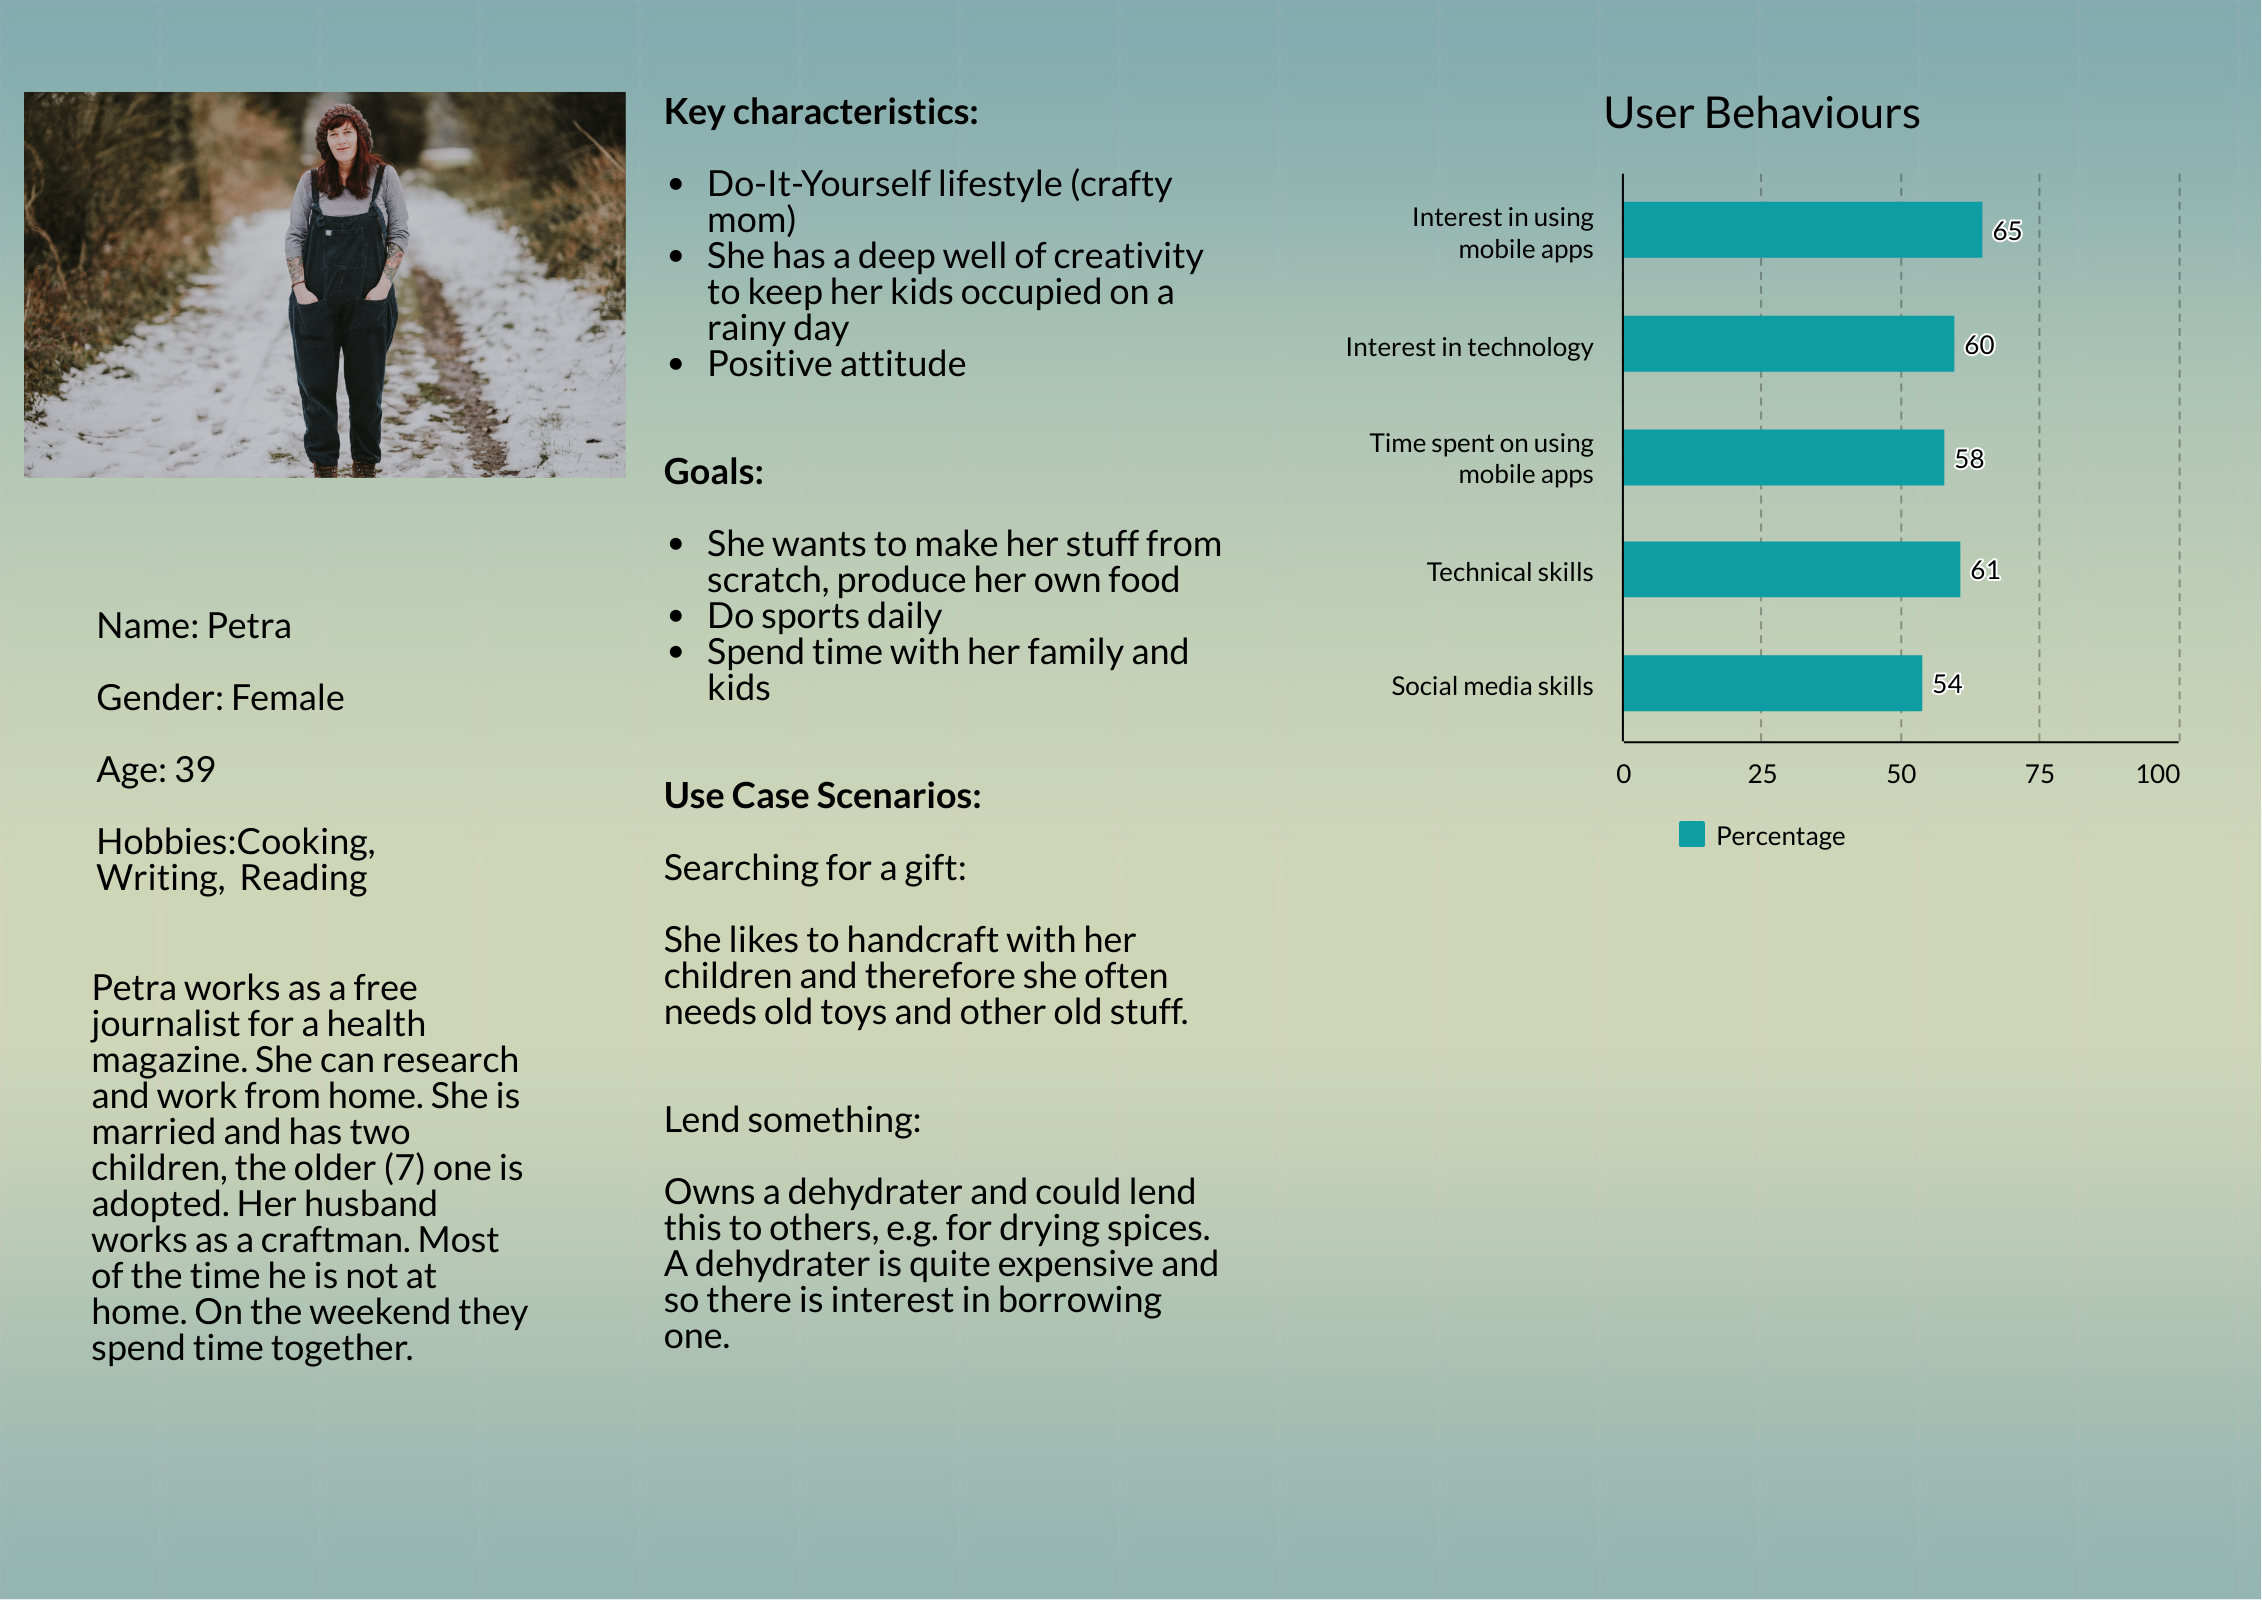 Name: Petra
Gender: Female
Age: 39
Hobbies:Cooking,
Writing,  Reading
Petra works as a free
journalist for a health
magazine. She can research
and work from home. She is
married and has two
children, the older (7) one is
adopted. Her husband
works as a craftman. Most
of the time he is not at
home. On the weekend they
spend time together.
Key characteristics:
• Do-It-Yourself lifestyle (crafty
mom)
• She has a deep well of creativity
to keep her kids occupied on a
rainy day
• Positive attitude
Goals:
• She wants to make her stuff from
scratch, produce her own food
• Do sports daily
• Spend time with her family and
kids
Use Case Scenarios:
Searching for a gift:
She likes to handcraft with her
children and therefore she often
needs old toys and other old stuff.
Lend something:
Owns a dehydrater and could lend
this to others, e.g. for drying spices.
A dehydrater is quite expensive and
so there is interest in borrowing
one.
User Behaviours
Interest in using
mobile apps
65
Interest in technology
60
Time spent on using
mobile apps
58
Technical skills
61
Social media skills
54
0 25 50 75 100
Percentage